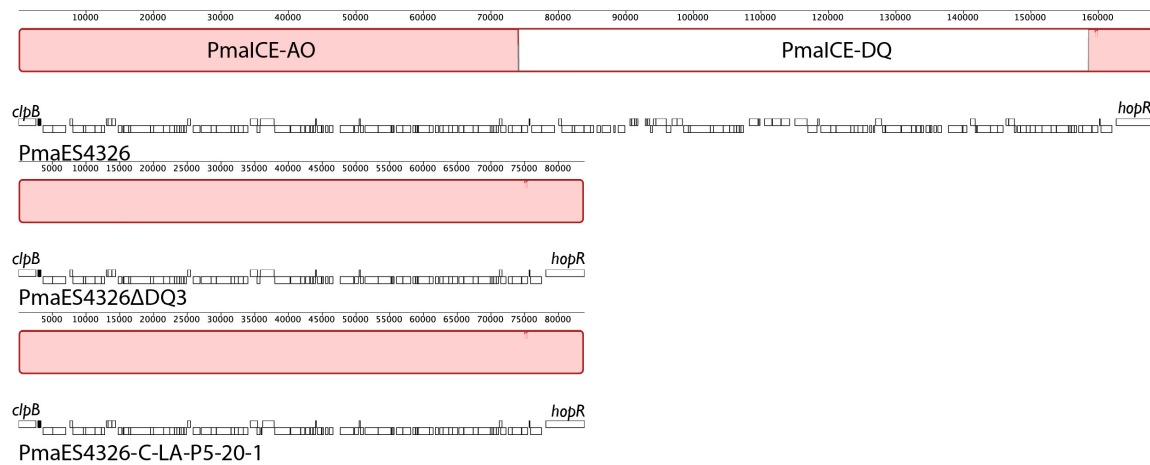 10000 20000 30000 40000 50000 60000 70000 80000 90000 100000 110000 120000 130000 140000 150000 160000
PmaICE-AO PmaICE-DQ
clpB hopR
PmaES4326
5000 10000 15000 20000 25000 30000 35000 40000 45000 50000 55000 60000 65000 70000 75000 80000
clpB hopR
PmaES4326ΔDQ3
5000 10000 15000 20000 25000 30000 35000 40000 45000 50000 55000 60000 65000 70000 75000 80000
clpB hopR
PmaES4326-C-LA-P5-20-1